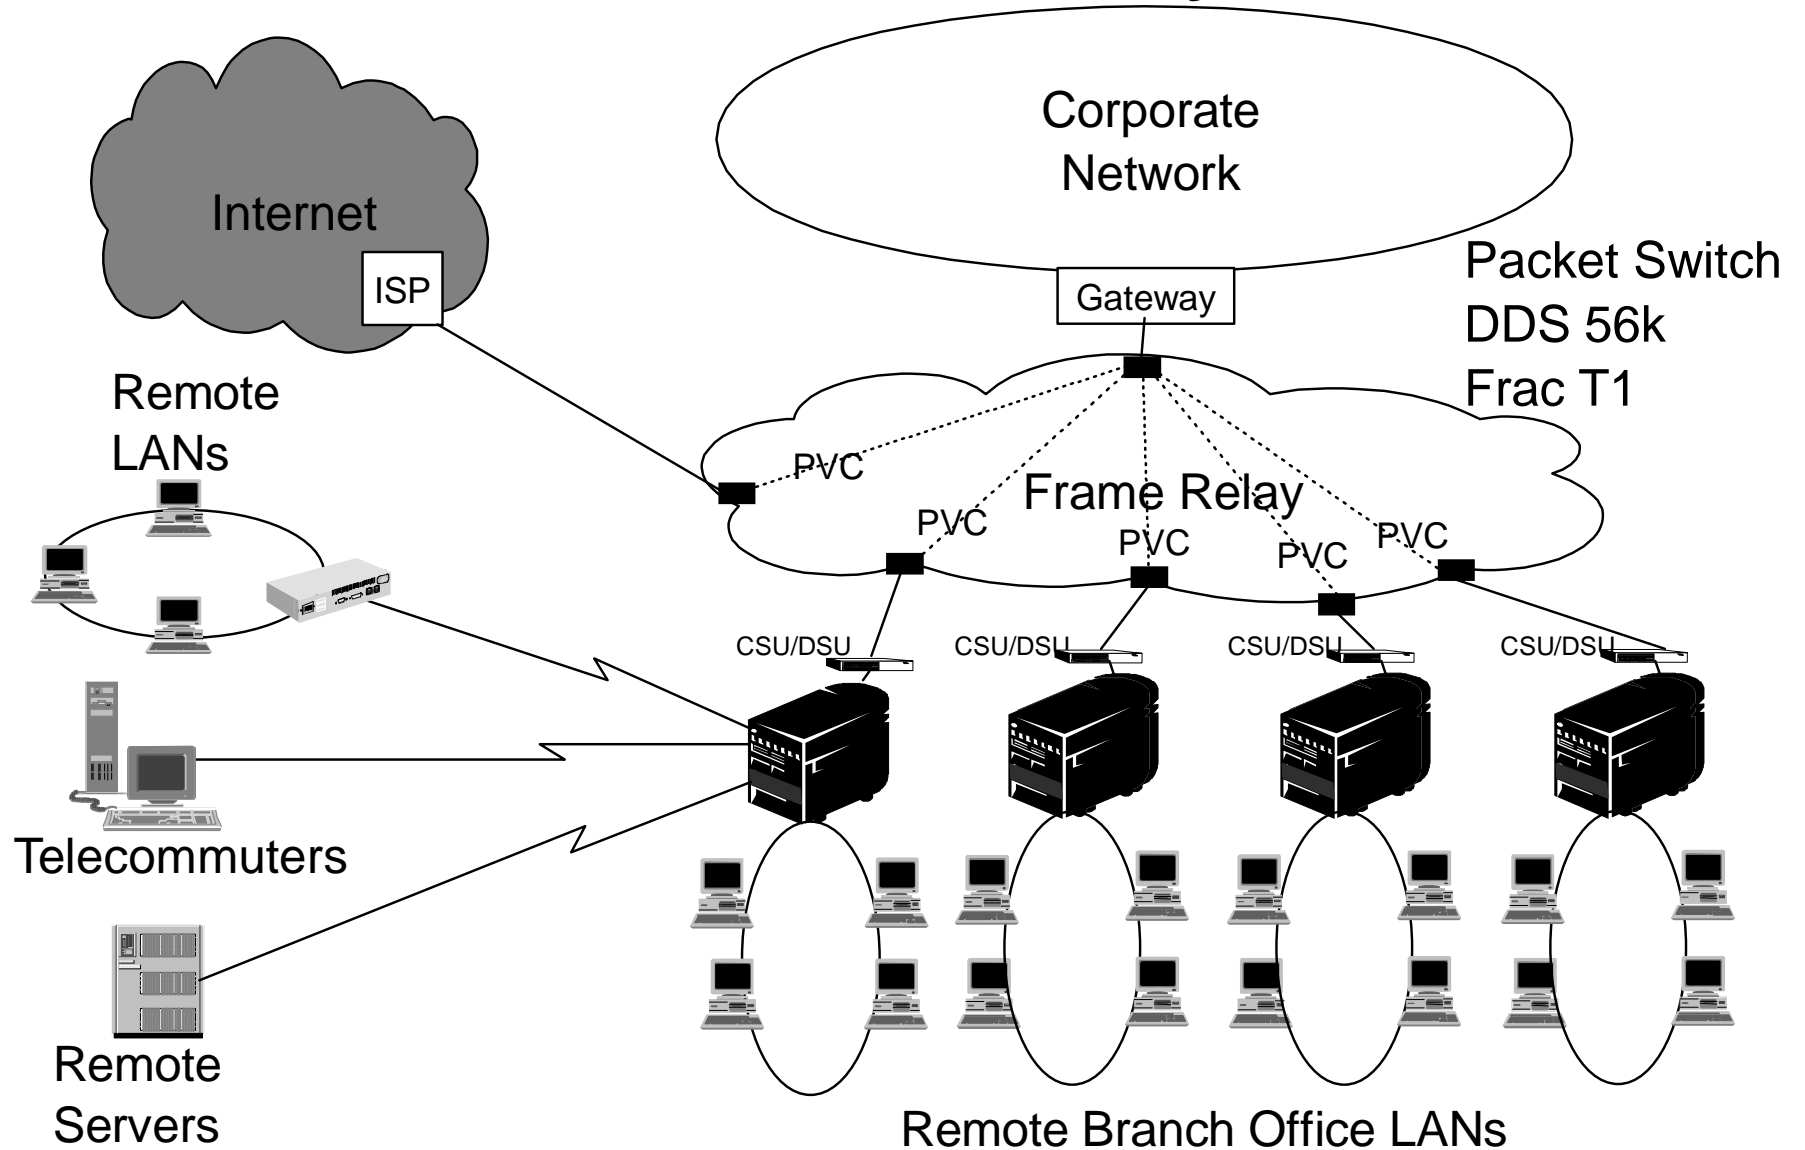 Corporate
Network
Internet
ISP
Gateway
Packet Switch
DDS 56k
Frac T1
Remote
LANs
PVC
Frame Relay
PVC
PVC
PVC
PVC
CSU/DSU
CSU/DSU
CSU/DSU
CSU/DSU
Telecommuters
Remote
Servers
Remote Branch Office LANs